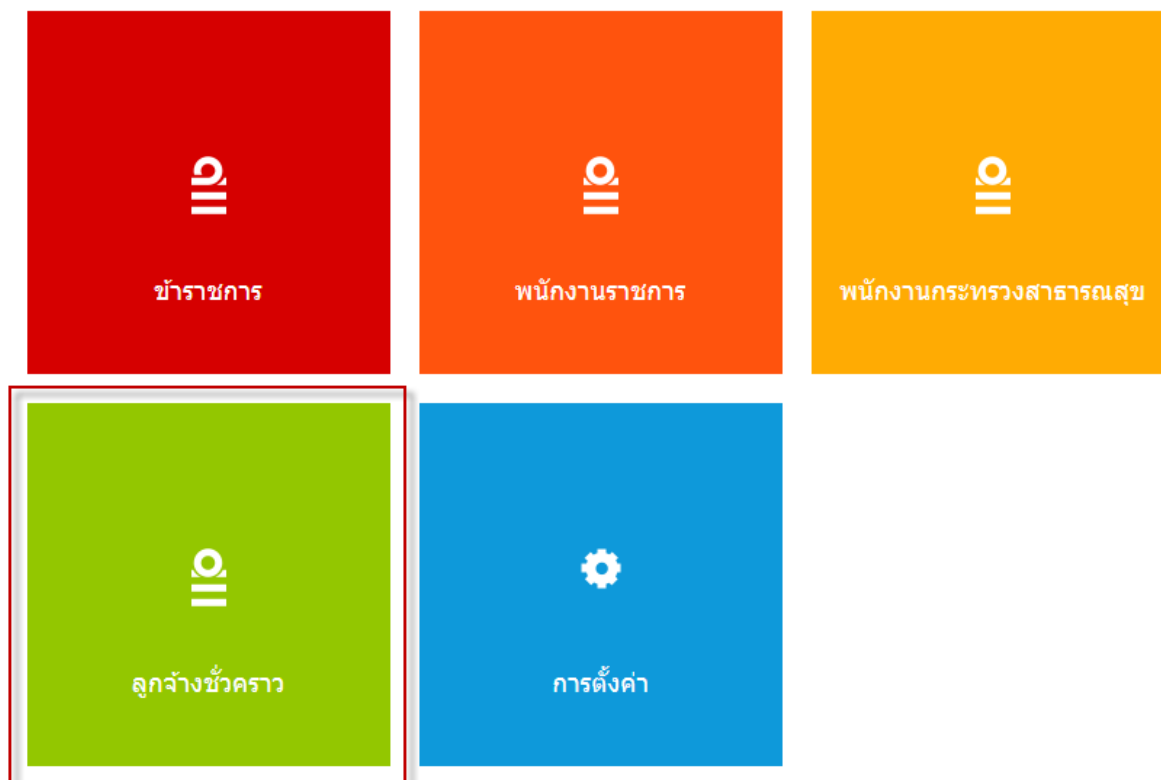 ข้าราชการ
พนักงานราชการ
พนักงานกระทรวงสาธารณสุข
ลูกจ้างชั่วคราว
การตั้งค่า